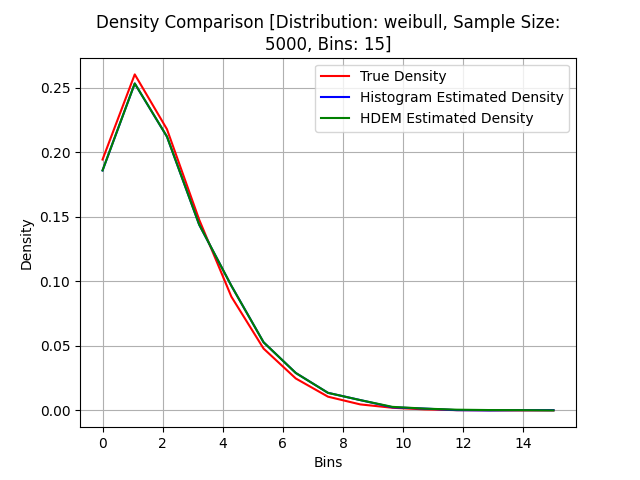 Density Comparison [Distribution: weibull, Sample Size:
5000, Bins: 15]
True Density
Histogram Estimated Density
HDEM Estimated Density
Density
0.25
0.20
0.15
0.10
0.05
0.00
0 2 4 6 8 10 12 14
Bins